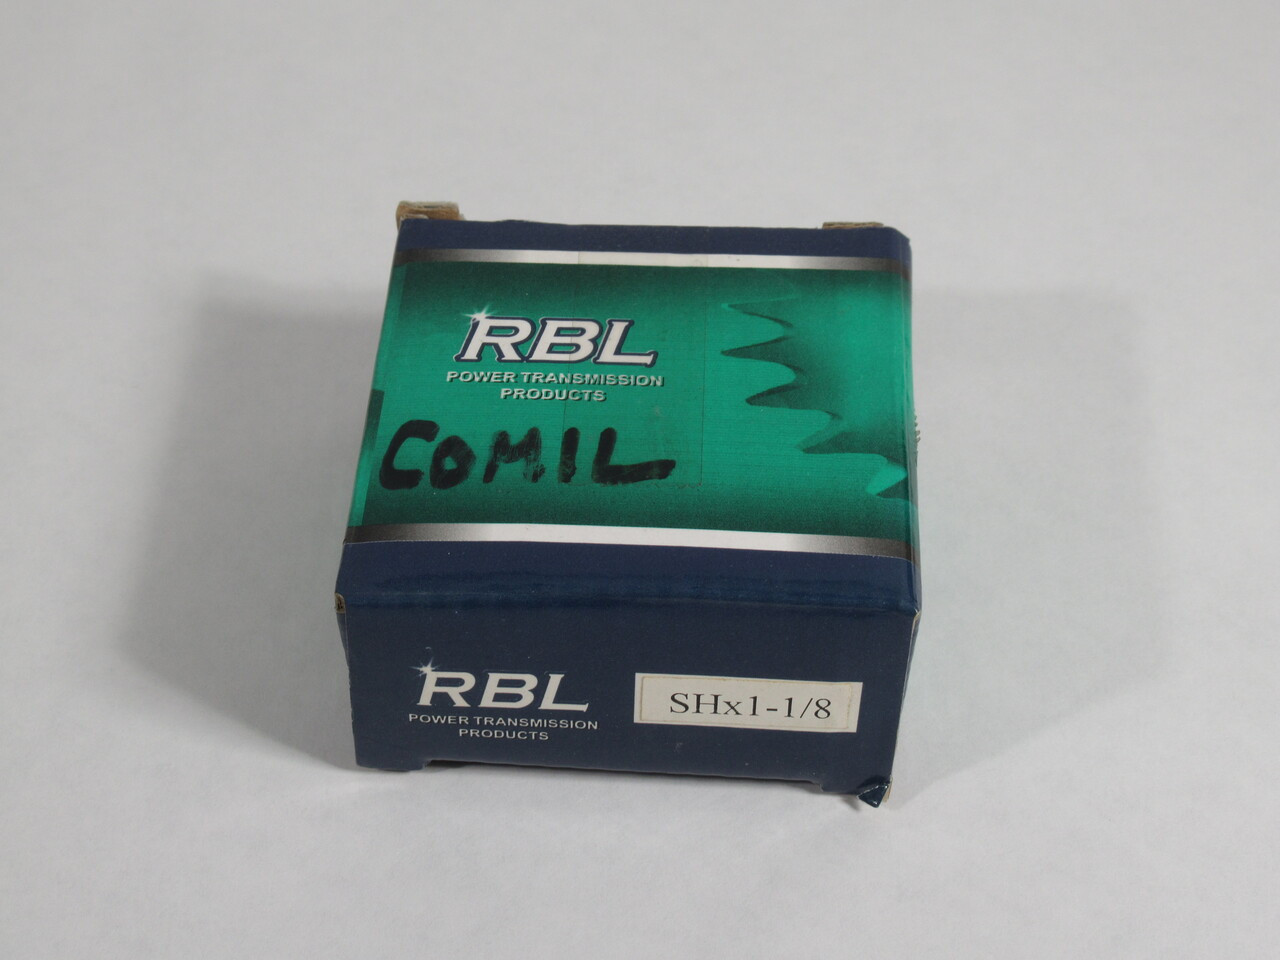 RBL
POWER TRANSMISSION
PRODUCTS
COMIL
RBL
POWER TRANSMISSION
PRODUCTS
SHx1-1/8